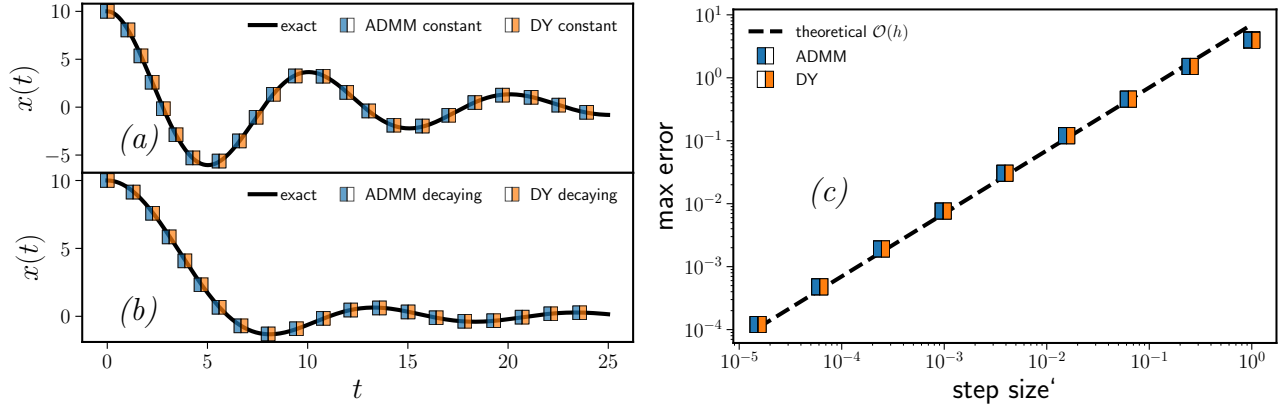 10
5
0
−5
x(t)
exact
ADMM constant
DY constant
(a)
10
5
0
x(t)
exact
ADMM decaying
DY decaying
(b)
0 5 10 15 20 25
t
10^1
10^0
10^−1
10^−2
10^−3
10^−4
max error
theoretical 𝒪(h)
ADMM
DY
(c)
10^−5 10^−4 10^−3 10^−2 10^−1 10^0
step size‘